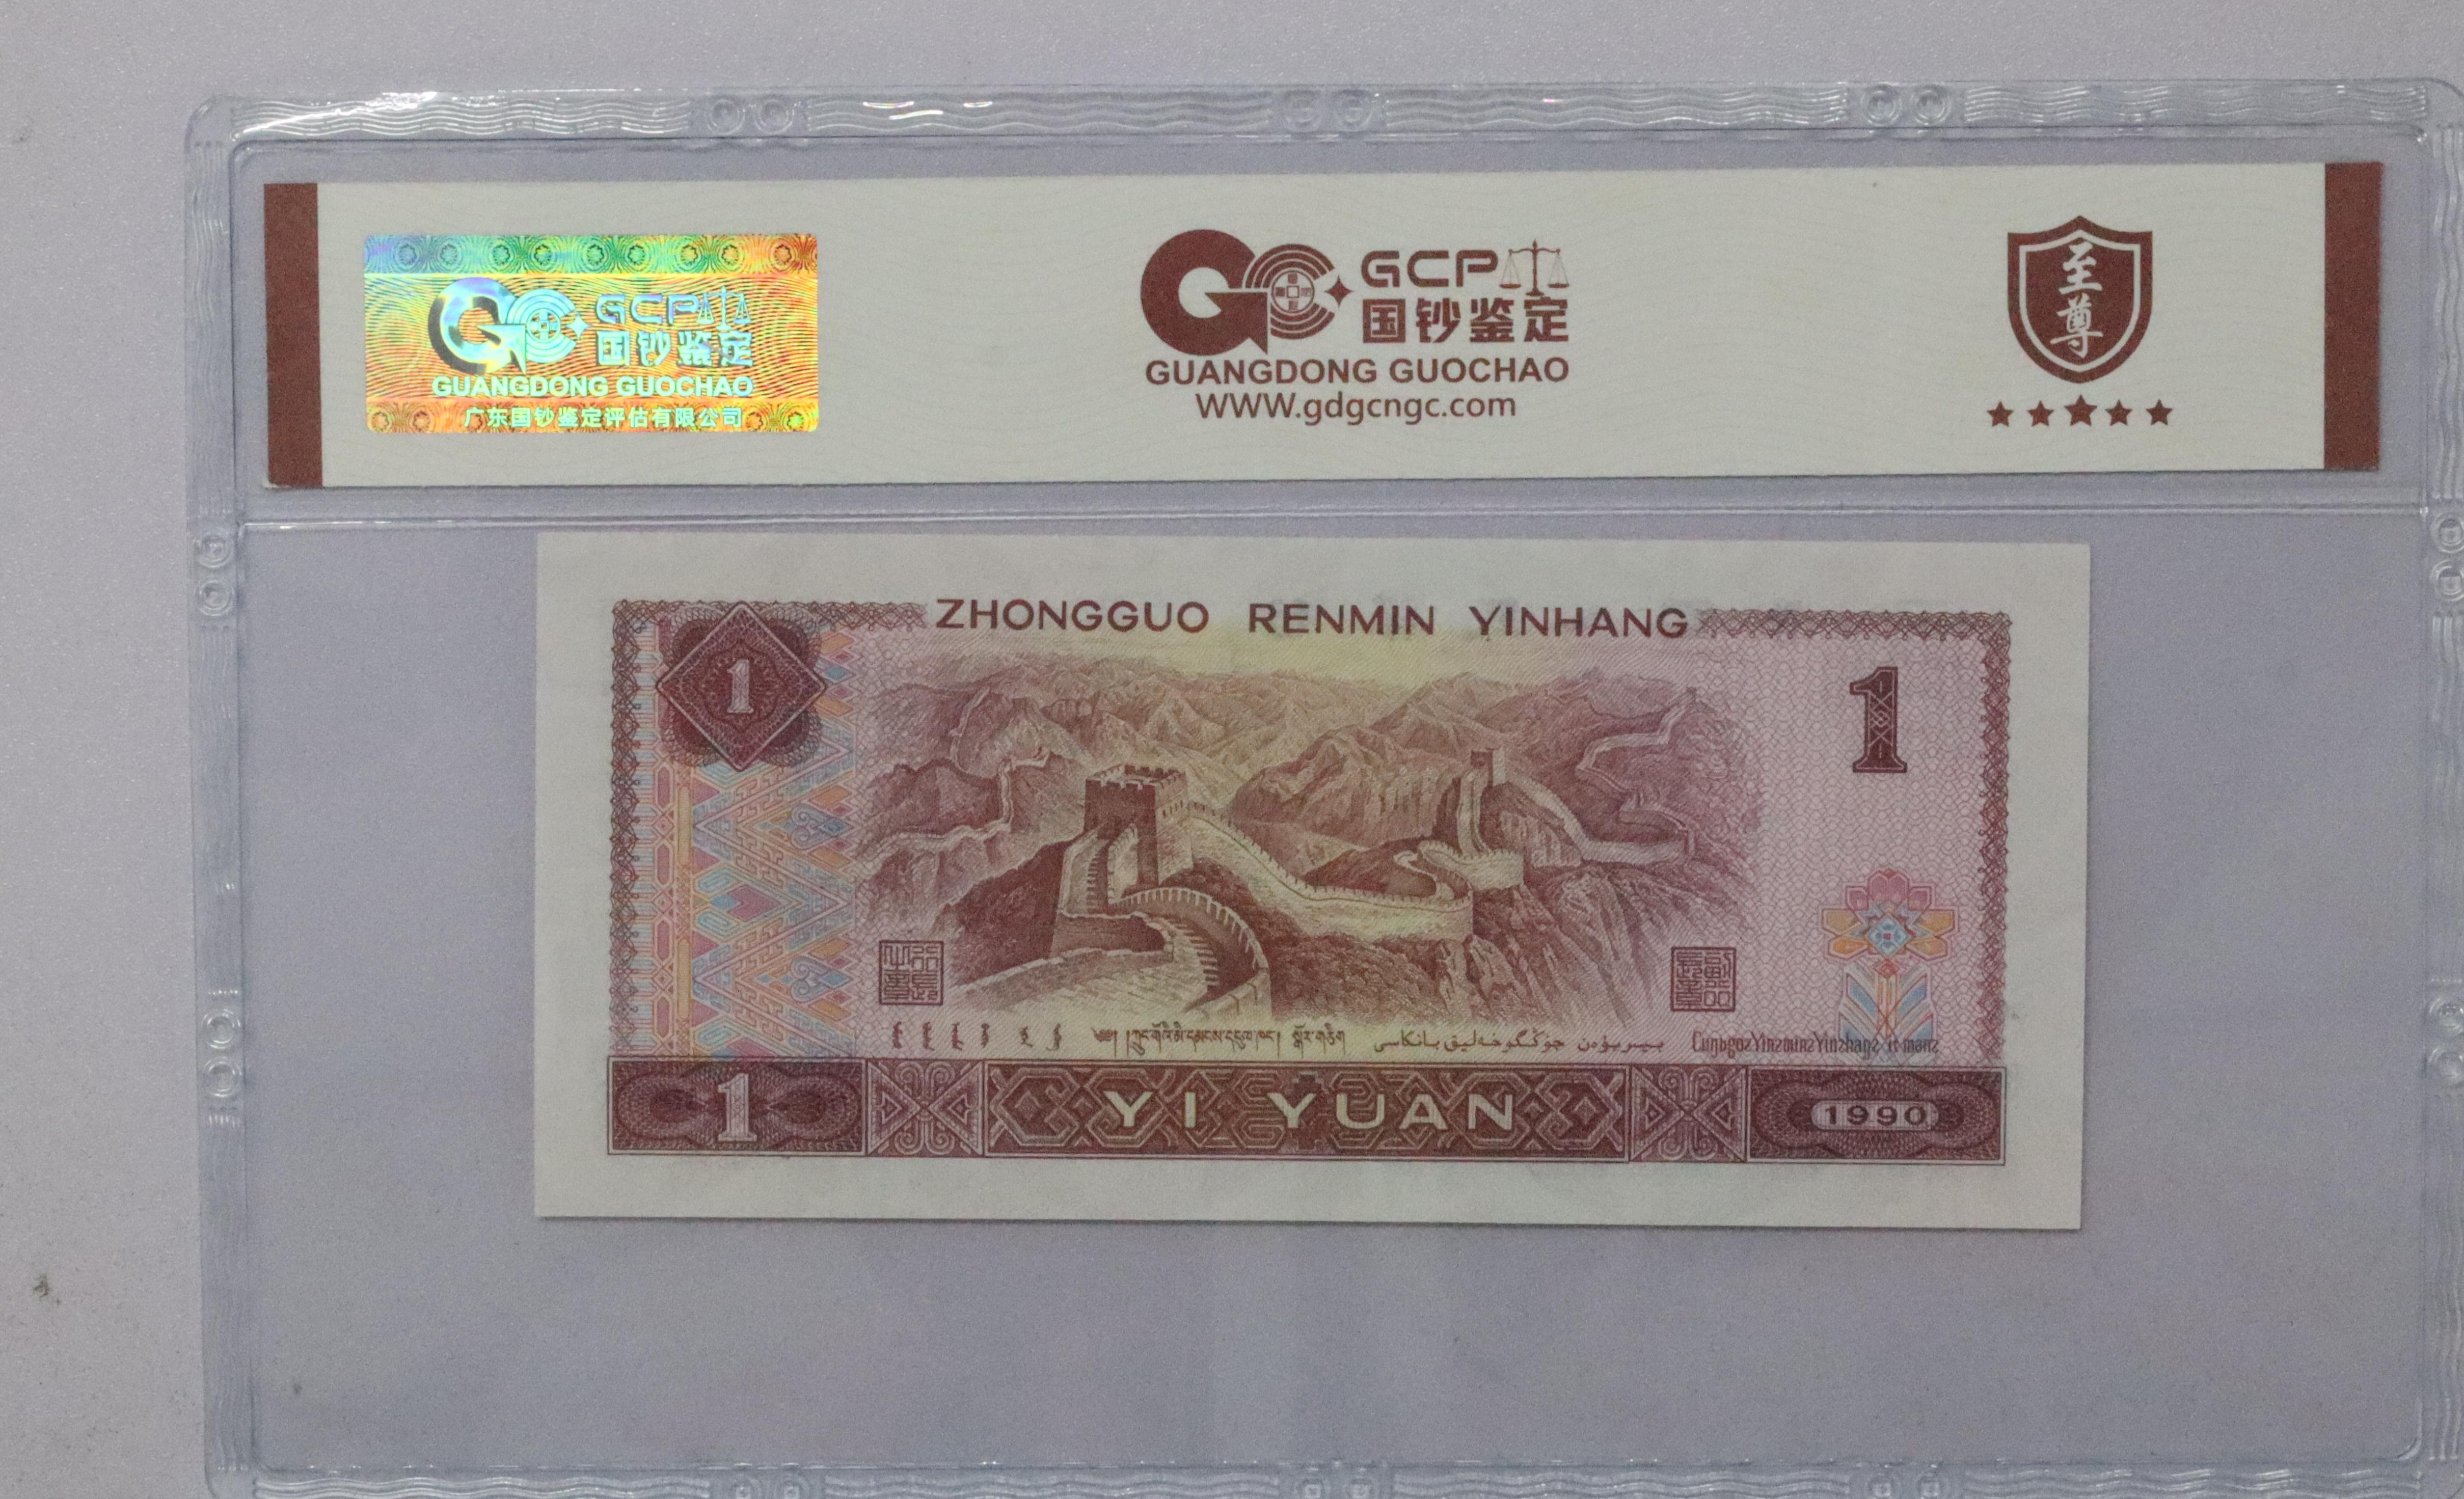 GCP
国钞鉴定
GUANGDONG GUOCHAO
广东国钞鉴定评估有限公司
GCP
国钞鉴定
GUANGDONG GUOCHAO
WWW.gdgcngc.com
至尊
ZHONGGUO RENMIN YINHANG
1
1
1
YI YUAN
1990